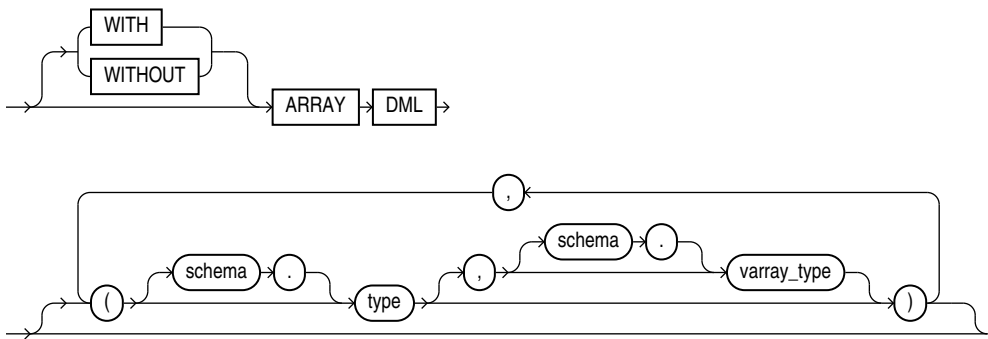 WITH
WITHOUT
ARRAY DML
,
schema .
schema . , varray_type
( type )